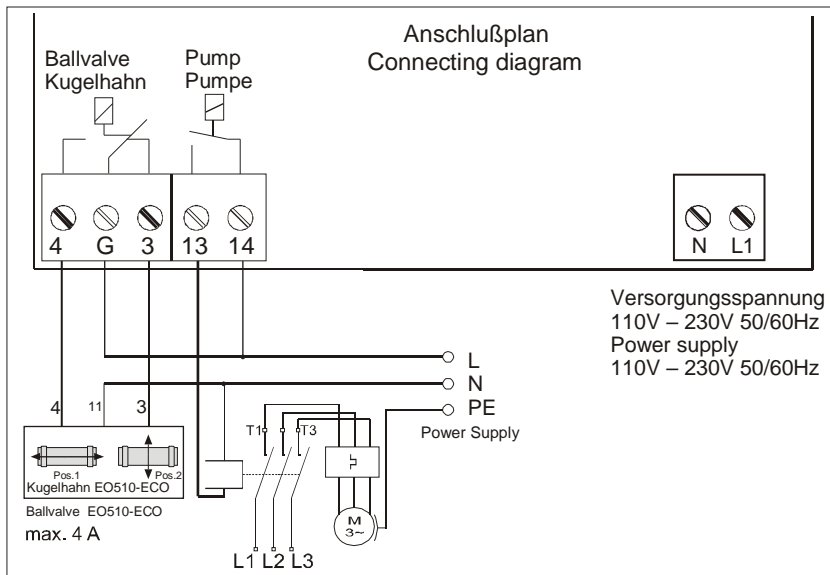 Anschlußplan
Connecting diagram
Ballvalve
Kugelhahn
Pump
Pumpe
4 G 3 13 14
N L1
Versorgungsspannung
110V – 230V 50/60Hz
Power supply
110V – 230V 50/60Hz
L
N
PE
Power Supply
4 11 3
T1 T3
Pos.1 Pos.2
Kugelhahn EO510-ECO
Ballvalve EO510-ECO
max. 4 A
M
3~
L1 L2 L3